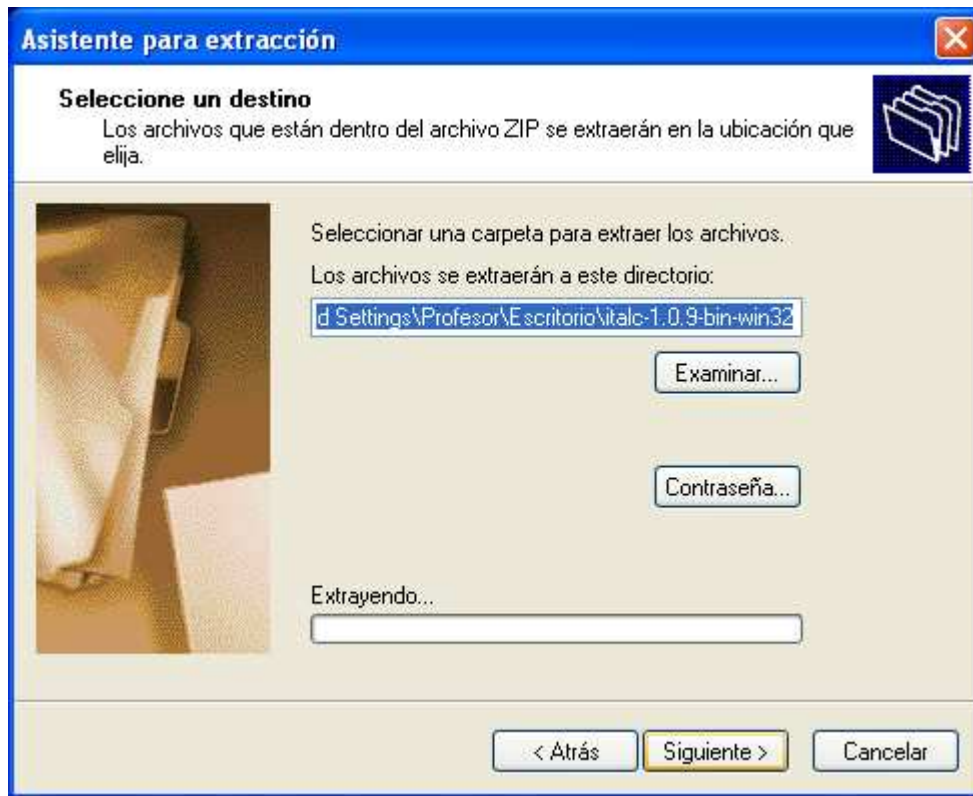 Asistente para extracción
Seleccione un destino
Los archivos que están dentro del archivo ZIP se extraerán en la ubicación que
elija.
Seleccionar una carpeta para extraer los archivos.
Los archivos se extraerán a este directorio:
d Settings\Profesor\Escritorio\italc-1.0.9-bin-win32
Examinar...
Contraseña...
Extrayendo...
< Atrás
Siguiente >
Cancelar